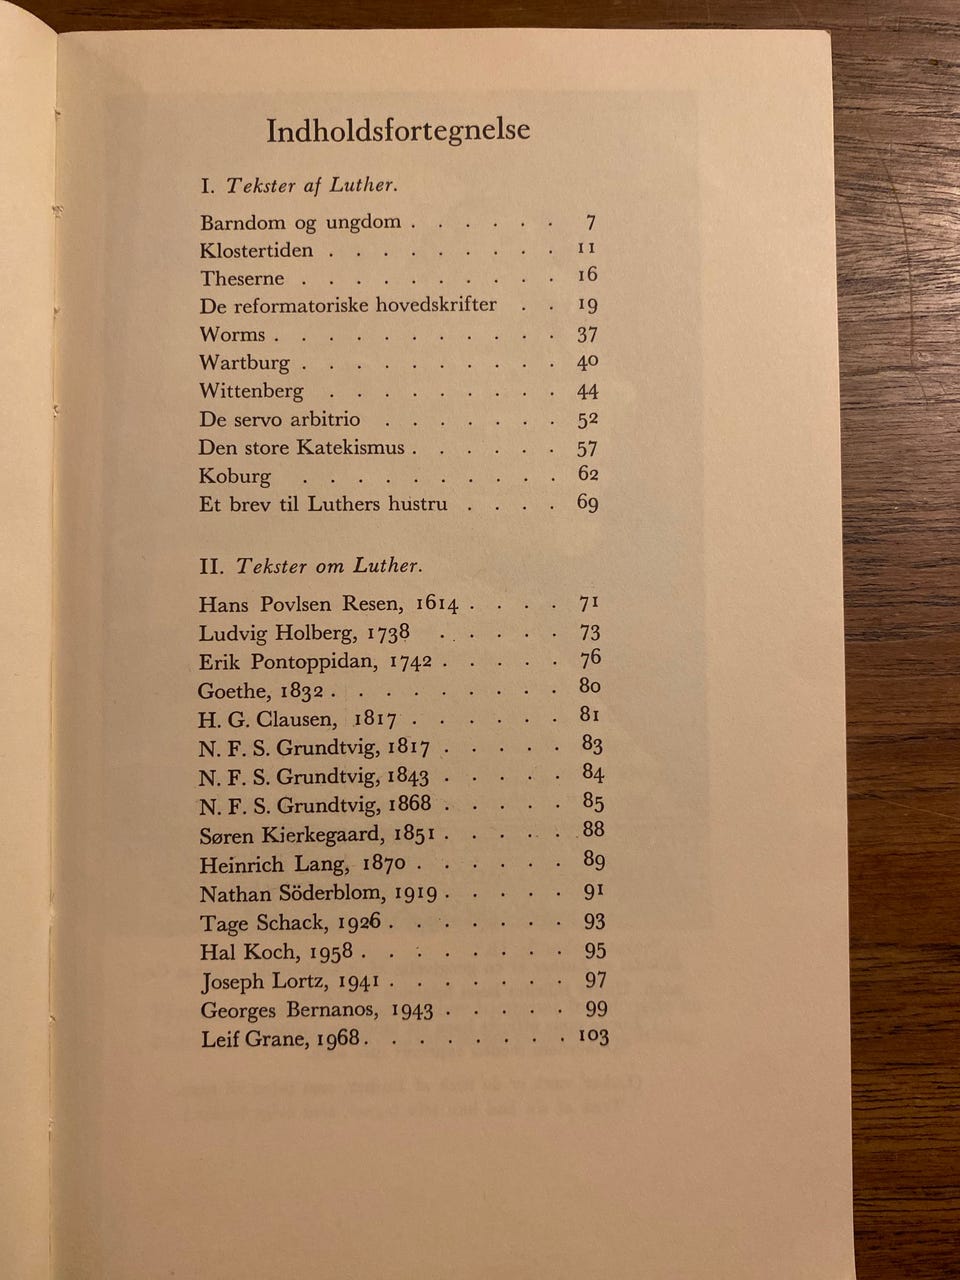 Indholdsfortegnelse
I. Tekster af Luther.
Barndom og ungdom . . . . . . 7
Klostertiden . . . . . . . . . 11
Theserne . . . . . . . . . . 16
De reformatoriske hovedskrifter . . 19
Worms . . . . . . . . . . . 37
Wartburg . . . . . . . . . . 40
Wittenberg . . . . . . . . . 44
De servo arbitrio . . . . . . . 52
Den store Katekismus . . . . . . 57
Koburg . . . . . . . . . . 62
Et brev til Luthers hustru . . . . 69
II. Tekster om Luther.
Hans Povlsen Resen, 1614 . . . . 71
Ludvig Holberg, 1738 . . . . . 73
Erik Pontoppidan, 1742 . . . . . 76
Goethe, 1832 . . . . . . . . . 80
H. G. Clausen, 1817 . . . . . . 81
N. F. S. Grundtvig, 1817 . . . . . 83
N. F. S. Grundtvig, 1843 . . . . . 84
N. F. S. Grundtvig, 1868 . . . . . 85
Søren Kierkegaard, 1851 . . . . . 88
Heinrich Lang, 1870 . . . . . . 89
Nathan Söderblom, 1919 . . . . . 91
Tage Schack, 1926 . . . . . . . 93
Hal Koch, 1958 . . . . . . . . 95
Joseph Lortz, 1941 . . . . . . . 97
Georges Bernanos, 1943 . . . . . 99
Leif Grane, 1968 . . . . . . . . 103